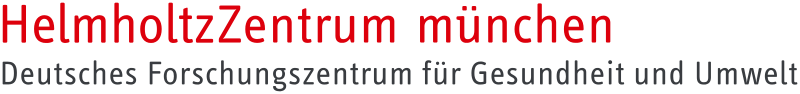 HelmholtzZentrum münchen
Deutsches Forschungszentrum für Gesundheit und Umwelt